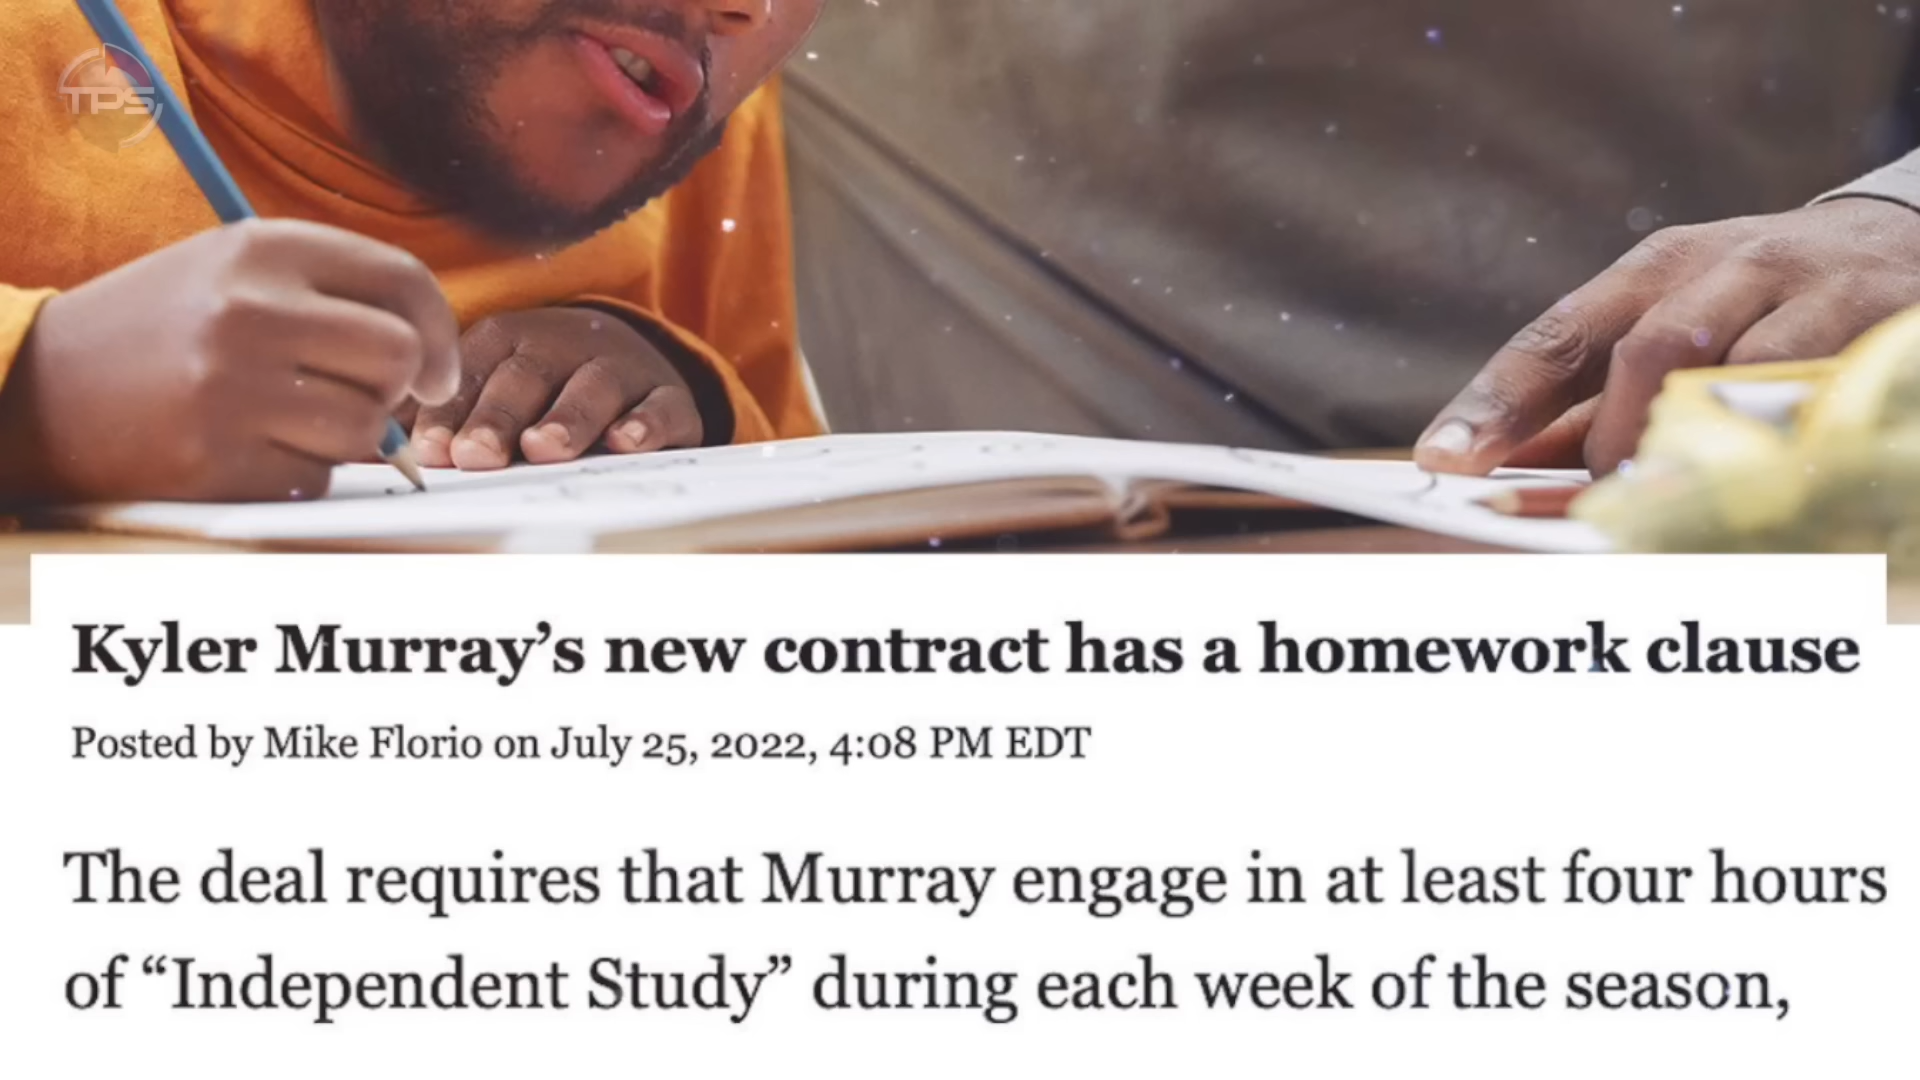 TPS
Kyler Murray’s new contract has a homework clause
Posted by Mike Florio on July 25, 2022, 4:08 PM EDT
The deal requires that Murray engage in at least four hours
of “Independent Study” during each week of the season,